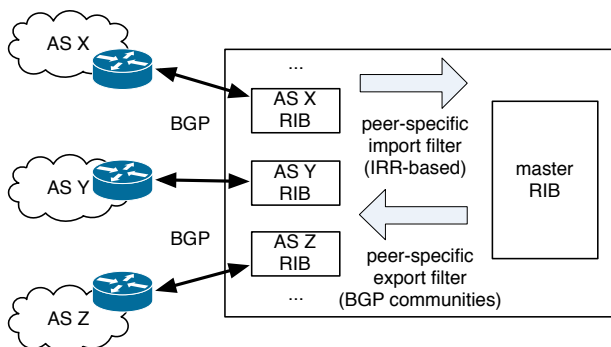 AS X
BGP
AS Y
BGP
AS Z
...
AS X
RIB
AS Y
RIB
AS Z
RIB
...
peer-specific
import filter
(IRR-based)
peer-specific
export filter
(BGP communities)
master
RIB